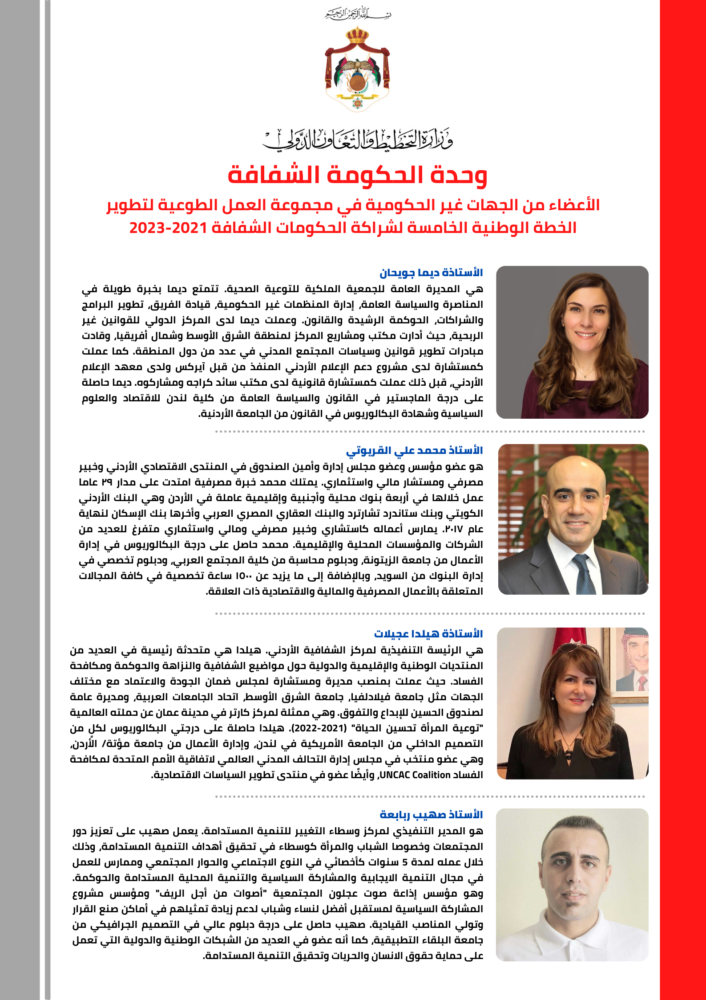 بسم الله الرحمن الرحيم
وزارة التخطيط والتعاون الدولي
وحدة الحكومة الشفافة
الأعضاء من الجهات غير الحكومية في مجموعة العمل الطوعية لتطوير
الخطة الوطنية الخامسة لشراكة الحكومات الشفافة 2021-2023
الأستاذة ديما جويحان
هي المديرة العامة للجمعية الملكية للتوعية الصحية. تتمتع ديما بخبرة طويلة في
المناصرة والسياسة العامة، إدارة المنظمات غير الحكومية، قيادة الفريق، تطوير البرامج
والشراكات، الحوكمة الرشيدة والقانون. وعملت ديما لدى المركز الدولي للقوانين غير
الربحية، حيث أدارت مكتب ومشاريع المركز لمنطقة الشرق الأوسط وشمال أفريقيا، وقادت
مبادرات تطوير قوانين وسياسات المجتمع المدني في عدد من دول المنطقة. كما عملت
كمستشارة لدى مشروع دعم الإعلام الأردني المنفذ من قبل آيركس ولدى معهد الإعلام
الأردني، قبل ذلك عملت كمستشارة قانونية لدى مكتب سائد كراجه ومشاركوه. ديما حاصلة
على درجة الماجستير في القانون والسياسة العامة من كلية لندن للاقتصاد والعلوم
السياسية وشهادة البكالوريوس في القانون من الجامعة الأردنية.
الأستاذ محمد علي القريوتي
هو عضو مؤسس وعضو مجلس إدارة وأمين الصندوق في المنتدى الاقتصادي الأردني وخبير
مصرفي ومستشار مالي واستثماري. يمتلك محمد خبرة مصرفية امتدت على مدار ٢٩ عاما
عمل خلالها في أربعة بنوك محلية وأجنبية وإقليمية عاملة في الأردن وهي البنك الأردني
الكويتي وبنك ستاندرد تشارترد والبنك العقاري المصري العربي وأخرها بنك الإسكان لنهاية
عام ٢٠١٧. يمارس أعماله كاستشاري وخبير مصرفي ومالي واستثماري متفرغ للعديد من
الشركات والمؤسسات المحلية والإقليمية. محمد حاصل على درجة البكالوريوس في إدارة
الأعمال من جامعة الزيتونة، ودبلوم محاسبة من كلية المجتمع العربي، ودبلوم تخصصي في
إدارة البنوك من السويد، وبالإضافة إلى ما يزيد عن ١٥٠٠ ساعة تخصصية في كافة المجالات
المتعلقة بالأعمال المصرفية والمالية والاقتصادية ذات العلاقة.
الأستاذة هيلدا عجيلات
هي الرئيسة التنفيذية لمركز الشفافية الأردني. هيلدا هي متحدثة رئيسية في العديد من
المنتديات الوطنية والإقليمية والدولية حول مواضيع الشفافية والنزاهة والحوكمة ومكافحة
الفساد. حيث عملت بمنصب مديرة ومستشارة لمجلس ضمان الجودة والاعتماد مع مختلف
الجهات مثل جامعة فيلادلفيا، جامعة الشرق الأوسط، اتحاد الجامعات العربية، ومديرة عامة
لصندوق الحسين للإبداع والتفوق. وهي ممثلة لمركز كارتر في مدينة عمان عن حملته العالمية
"توعية المرأة تحسين الحياة" (2021-2022). هيلدا حاصلة على درجتي البكالوريوس لكلٍ من
التصميم الداخلي من الجامعة الأمريكية في لندن، وإدارة الأعمال من جامعة مؤتة/ الأردن،
وهي عضو منتخب في مجلس إدارة التحالف المدني العالمي لاتفاقية الأمم المتحدة لمكافحة
الفساد UNCAC Coalition، وأيضًا عضو في منتدى تطوير السياسات الاقتصادية.
الأستاذ صهيب ربابعة
هو المدير التنفيذي لمركز وسطاء التغيير للتنمية المستدامة. يعمل صهيب على تعزيز دور
المجتمعات وخصوصا الشباب والمرأة كوسطاء في تحقيق أهداف التنمية المستدامة، وذلك
خلال عمله لمدة 5 سنوات كأخصائي في النوع الاجتماعي والحوار المجتمعي وممارس للعمل
في مجال التنمية الايجابية والمشاركة السياسية والتنمية المحلية المستدامة والحوكمة.
وهو مؤسس إذاعة صوت عجلون المجتمعية "أصوات من أجل الريف" ومؤسس مشروع
المشاركة السياسية لمستقبل أفضل لنساء وشباب لدعم زيادة تمثيلهم في أماكن صنع القرار
وتولي المناصب القيادية. صهيب حاصل على درجة دبلوم عالي في التصميم الجرافيكي من
جامعة البلقاء التطبيقية، كما أنه عضو في العديد من الشبكات الوطنية والدولية التي تعمل
على حماية حقوق الانسان والحريات وتحقيق التنمية المستدامة.